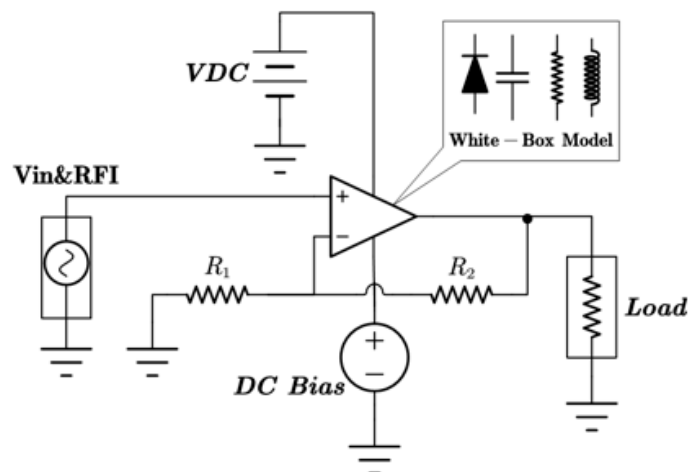 VDC
White – Box Model
Vin&RFI
+
−
R₁
R₂
Load
+
−
DC Bias